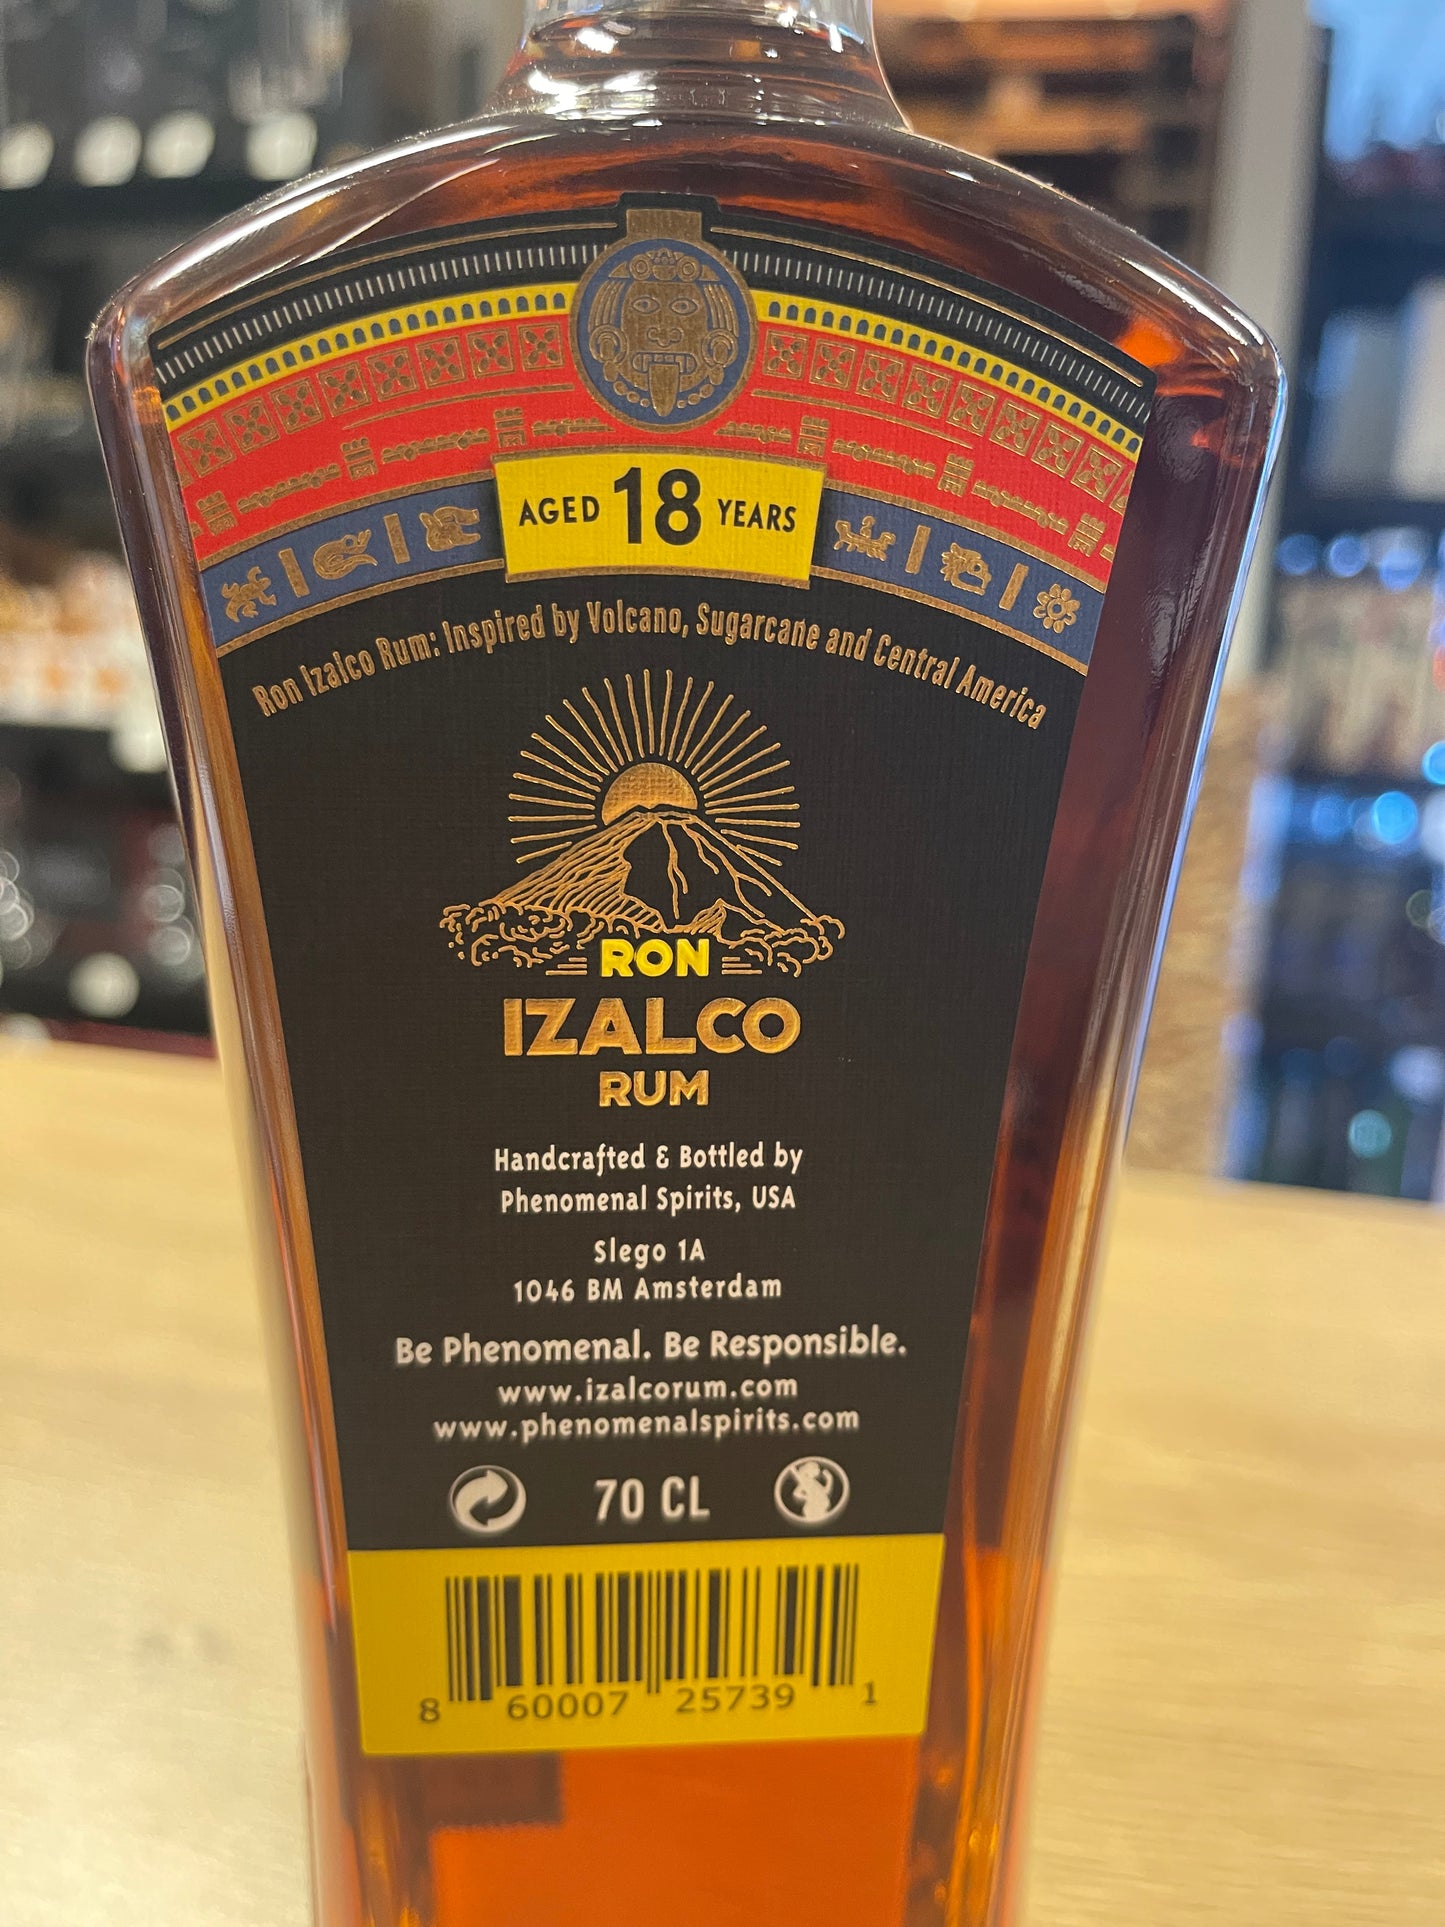 AGED 18 YEARS
Ron Izalco Rum: Inspired by Volcano, Sugarcane and Central America
RON
IZALCO
RUM
Handcrafted & Bottled by
Phenomenal Spirits, USA
Slego 1A
1046 BM Amsterdam
Be Phenomenal. Be Responsible.
www.izalcorum.com
www.phenomenalspirits.com
70 CL
8 60007 25739 1